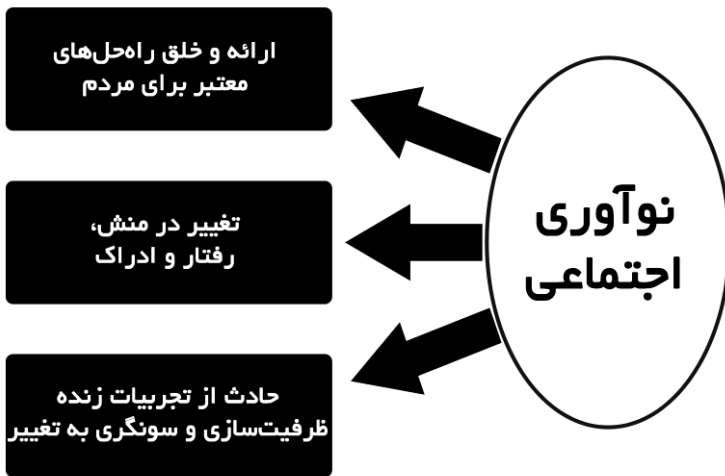 نوآوری
اجتماعی
ارائه و خلق راه‌حل‌های
معتبر برای مردم
تغییر در منش،
رفتار و ادراک
حادث از تجربیات زنده
ظرفیت‌سازی و سونگری به تغییر